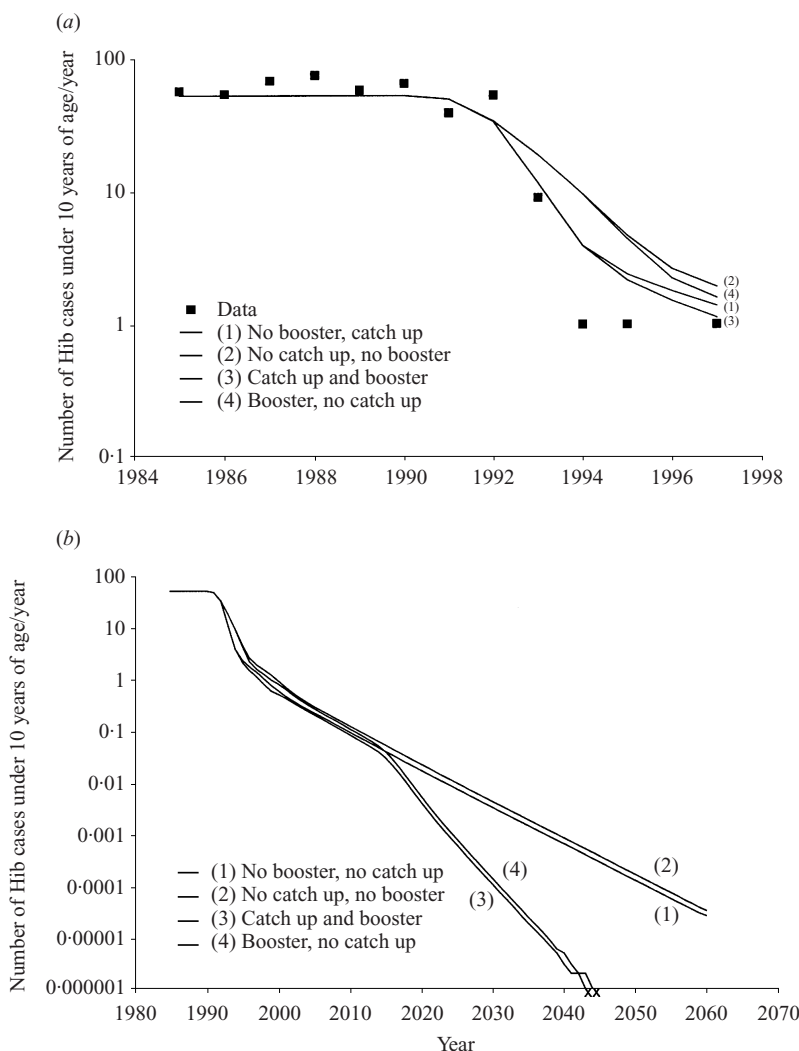 (a)
Number of Hib cases under 10 years of age/year
100
10
1
0·1
1984 1986 1988 1990 1992 1994 1996 1998
(2)
(4)
(1)
(3)
Data
(1) No booster, catch up
(2) No catch up, no booster
(3) Catch up and booster
(4) Booster, no catch up
(b)
Number of Hib cases under 10 years of age/year
100
10
1
0·1
0·01
0·001
0·0001
0·00001
0·000001
1980 1990 2000 2010 2020 2030 2040 2050 2060 2070
Year
(1) No booster, no catch up
(2) No catch up, no booster
(3) Catch up and booster
(4) Booster, no catch up
(4)
(3)
(2)
(1)
x x